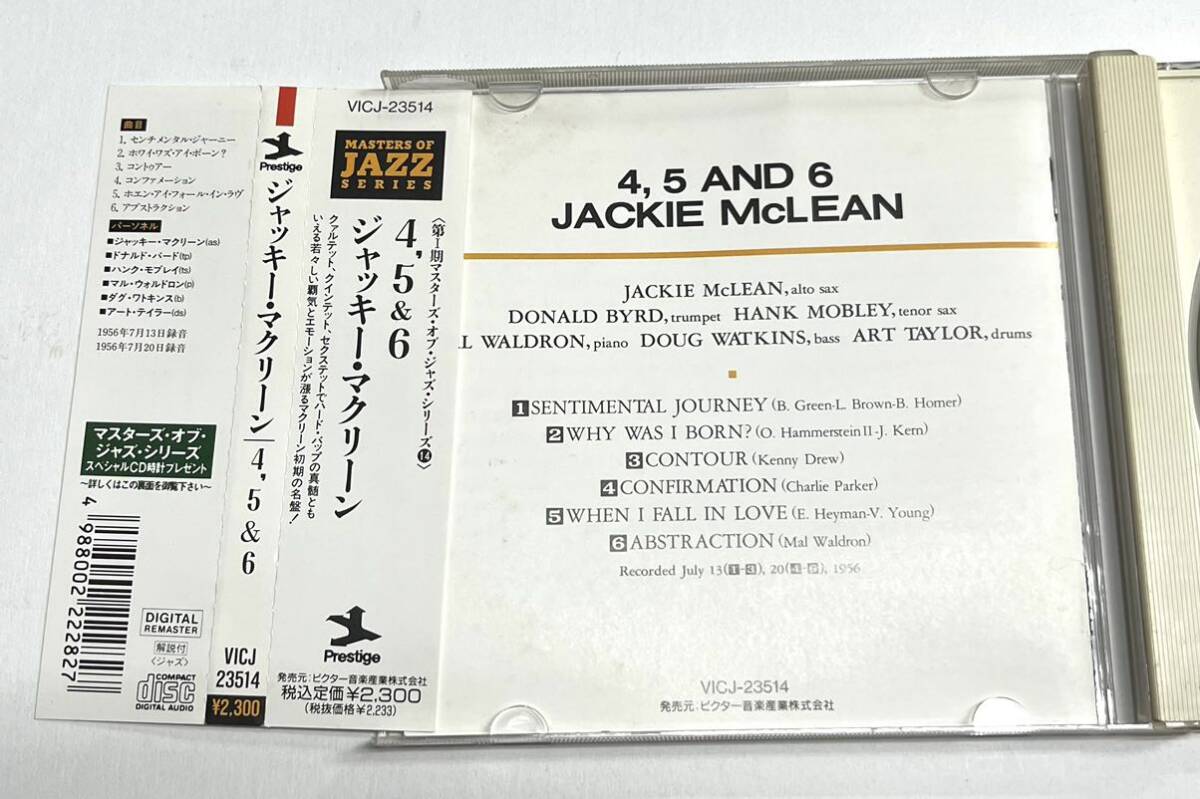 曲目
1. センチメンタル・ジャーニー
2. ホワイ・ワズ・アイ・ボーン?
3. コントゥアー
4. コンファメーション
5. ホエン・アイ・フォール・イン・ラヴ
6. アブストラクション
パーソネル
■ジャッキー・マクリーン(as)
■ドナルド・バード(tp)
■ハンク・モブレイ(ts)
■マル・ウォルドロン(p)
■ダグ・ワトキンス(b)
■アート・テイラー(ds)
1956年7月13日録音
1956年7月20日録音
マスターズ・オブ・
ジャズ・シリーズ
スペシャルCD時計プレゼント
〜詳しくはこの裏面を御覧下さい〜
4 988002 222827
DIGITAL
REMASTER
解説付
〈ジャズ〉
COMPACT
disc
DIGITAL AUDIO
Prestige
ジャッキー・マクリーン/4, 5 & 6
VICJ
23514
¥2,300
VICJ-23514
MASTERS OF
JAZZ
SERIES
〈第I期マスターズ・オブ・ジャズ・シリーズ⑭〉
4, 5 & 6
ジャッキー・マクリーン
クァルテット、クインテット、セクステットでハード・バップの真髄とも
いえる若々しい覇気とエモーションが漲るマクリーン初期の名盤!
Prestige
発売元:ビクター音楽産業株式会社
税込定価¥2,300
(税抜価格¥2,233)
4, 5 AND 6
JACKIE McLEAN
JACKIE McLEAN, alto sax
DONALD BYRD, trumpet HANK MOBLEY, tenor sax
L WALDRON, piano DOUG WATKINS, bass ART TAYLOR, drums
1 SENTIMENTAL JOURNEY (B. Green-L. Brown-B. Homer)
2 WHY WAS I BORN? (O. Hammerstein II-J. Kern)
3 CONTOUR (Kenny Drew)
4 CONFIRMATION (Charlie Parker)
5 WHEN I FALL IN LOVE (E. Heyman-V. Young)
6 ABSTRACTION (Mal Waldron)
Recorded July 13(1-3), 20(4-6), 1956
VICJ-23514
発売元:ビクター音楽産業株式会社